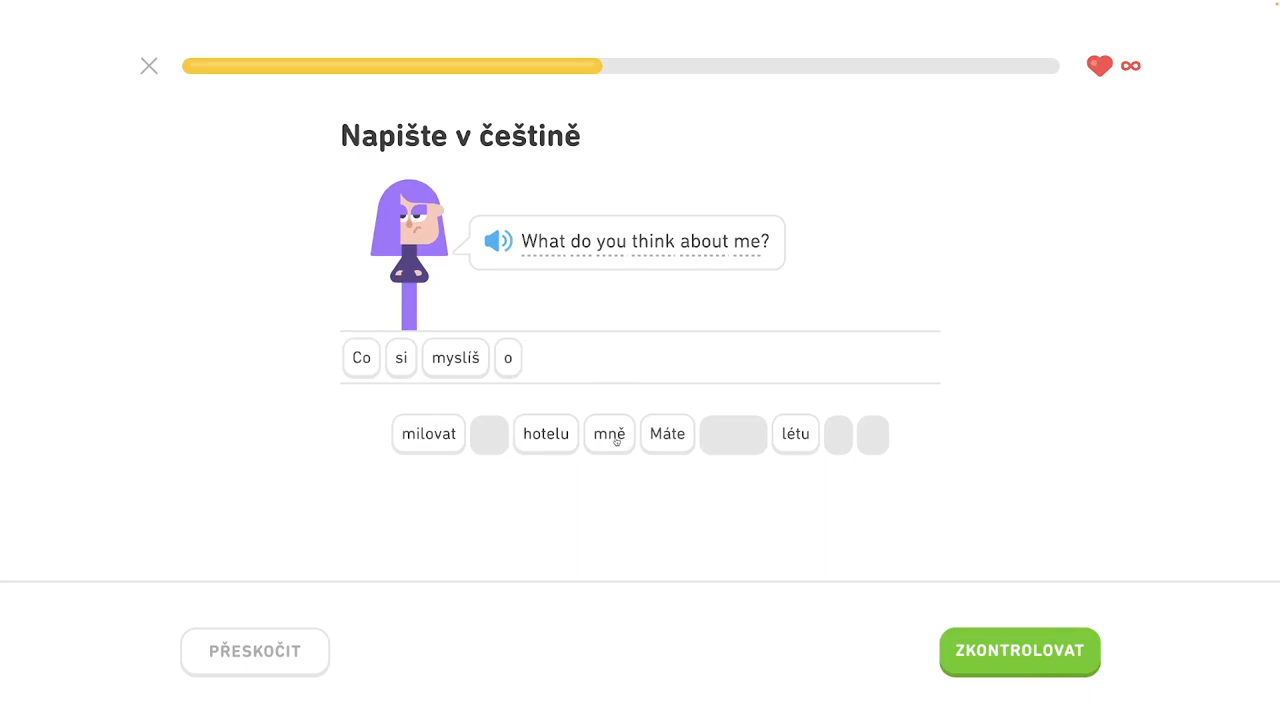 Napište v češtině
What do you think about me?
Co si myslíš o
milovat hotelu mně Máte létu
PŘESKOČIT ZKONTROLOVAT